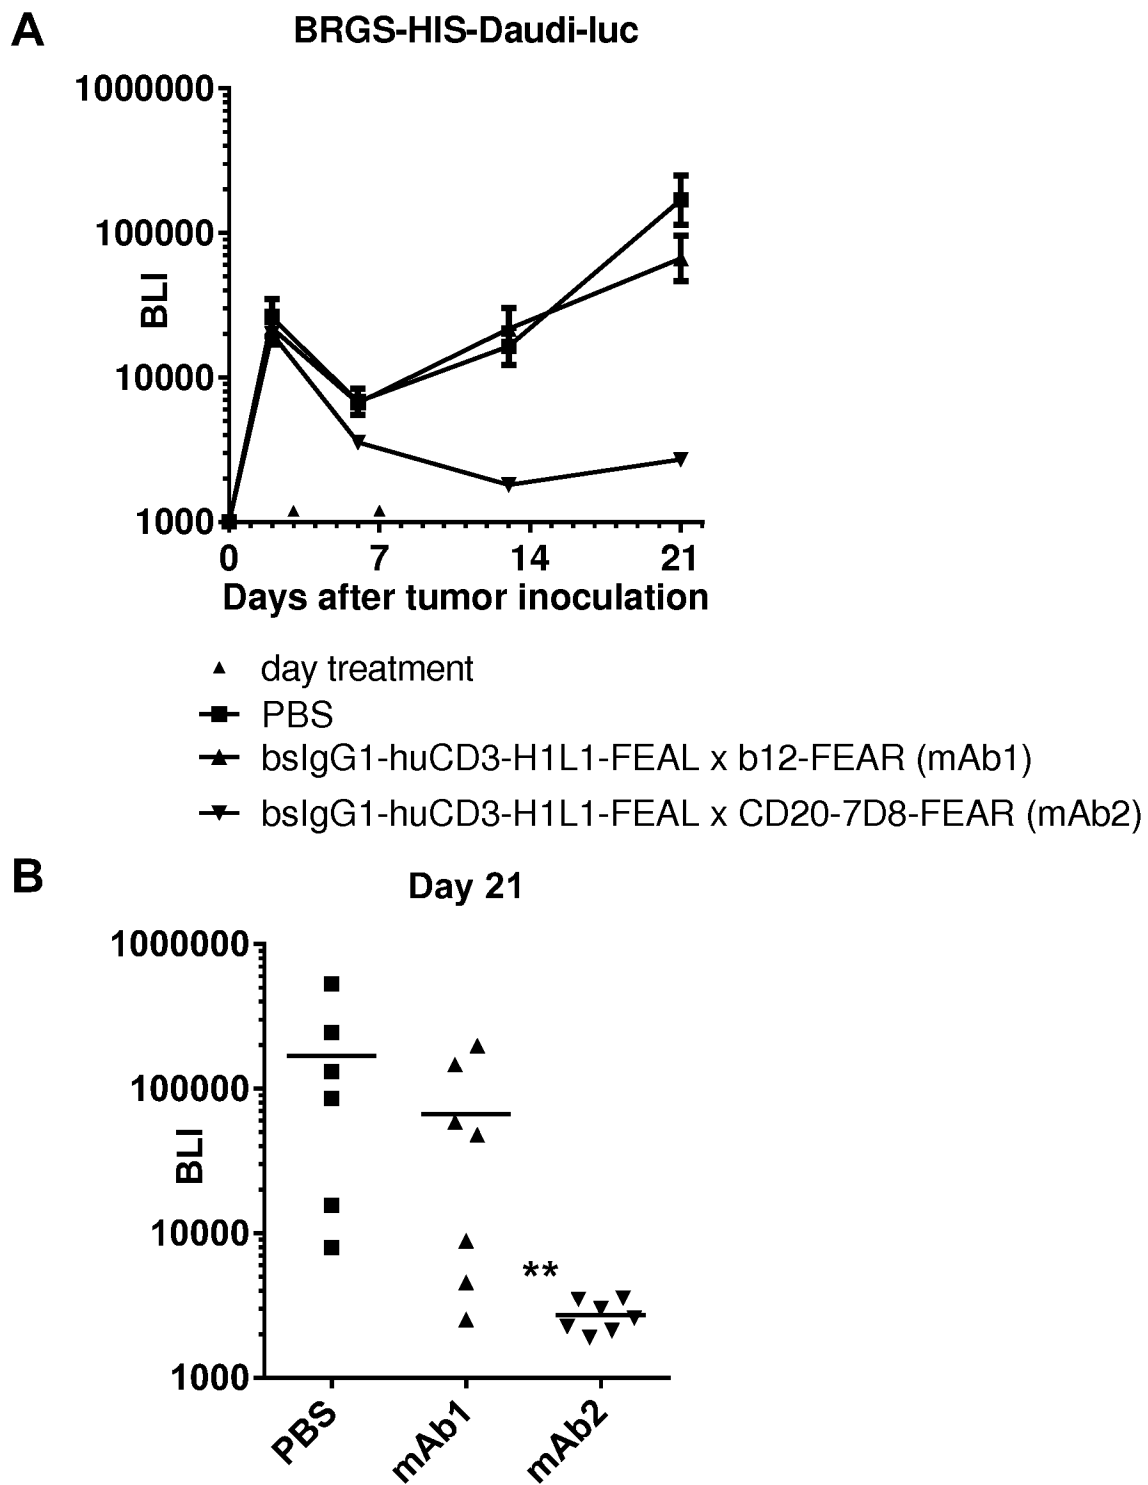 A
BRGS-HIS-Daudi-luc
1000000
100000
10000
1000
BLI
0 7 14 21
Days after tumor inoculation
day treatment
PBS
bsIgG1-huCD3-H1L1-FEAL x b12-FEAR (mAb1)
bsIgG1-huCD3-H1L1-FEAL x CD20-7D8-FEAR (mAb2)
B
Day 21
1000000
100000
10000
1000
BLI
**
PBS mAb1 mAb2